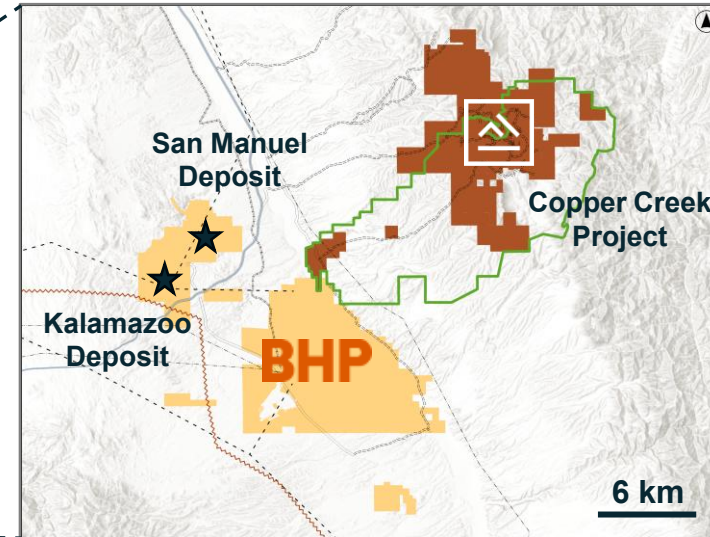 San Manuel
Deposit
Copper Creek
Project
Kalamazoo
Deposit
BHP
6 km